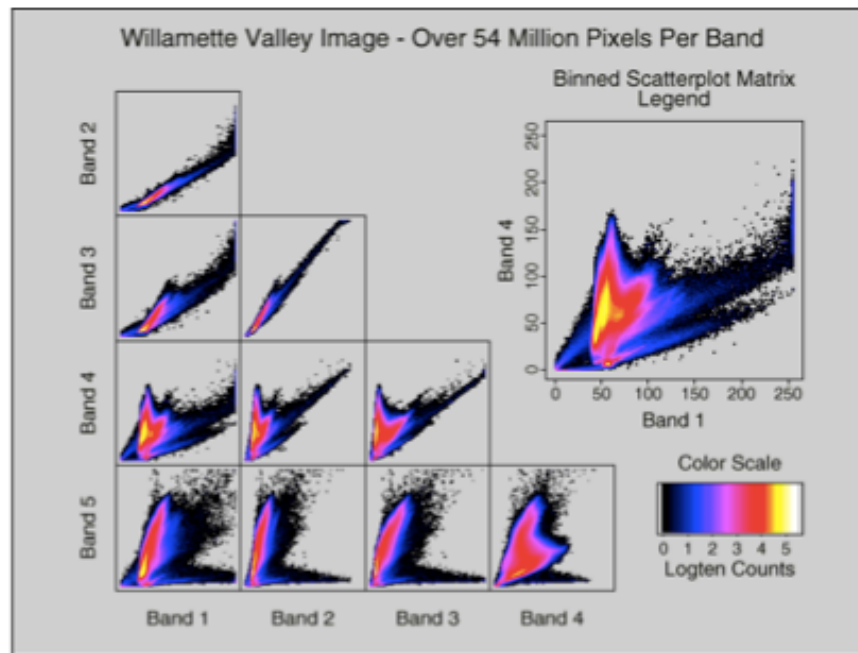 Willamette Valley Image - Over 54 Million Pixels Per Band
Binned Scatterplot Matrix
Legend
Band 2
Band 3
Band 4
Band 5
Band 1 Band 2 Band 3 Band 4
250
200
150
100
50
0
Band 4
0 50 100 150 200 250
Band 1
Color Scale
0 1 2 3 4 5
Logten Counts